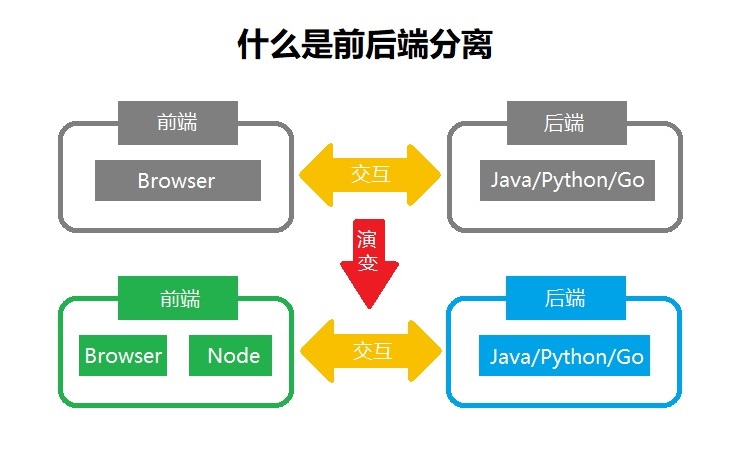 什么是前后端分离
前端
后端
Browser
交互
Java/Python/Go
演
变
前端
后端
Browser
Node
交互
Java/Python/Go